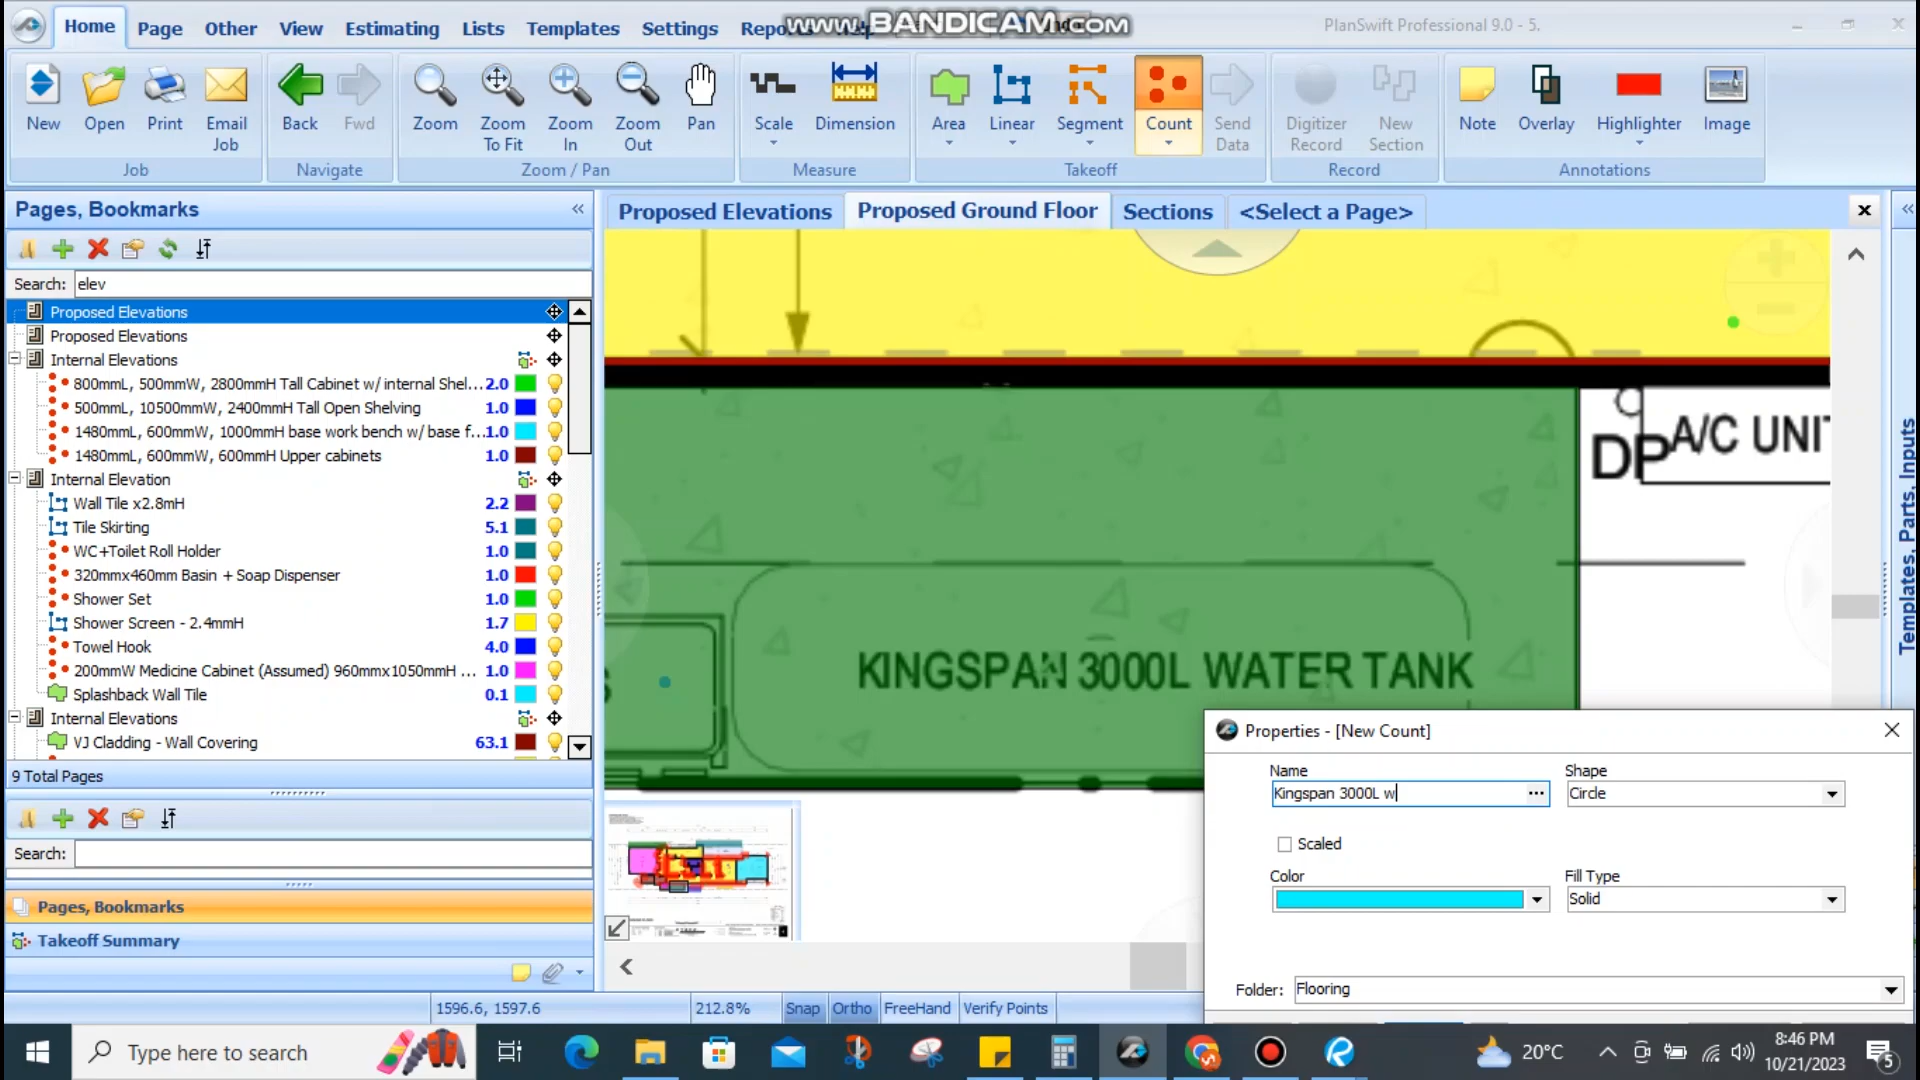 Home Page Other View Estimating Lists Templates Settings
www.BANDICAM.com
PlanSwift Professional 9.0 - 5.
New Open Print Email Job
Job
Back Fwd
Navigate
Zoom Zoom To Fit Zoom In Zoom Out Pan
Zoom / Pan
Scale Dimension
Measure
Area Linear Segment Count Send Data
Takeoff
Digitizer Record New Section
Record
Note Overlay Highlighter Image
Annotations
Pages, Bookmarks
Search: elev
Proposed Elevations
Proposed Elevations
Internal Elevations
800mmL, 500mmW, 2800mmH Tall Cabinet w/ internal Shel... 2.0
500mmL, 10500mmW, 2400mmH Tall Open Shelving 1.0
1480mmL, 600mmW, 1000mmH base work bench w/ base f... 1.0
1480mmL, 600mmW, 600mmH Upper cabinets 1.0
Internal Elevation
Wall Tile x2.8mH 2.2
Tile Skirting 5.1
WC+Toilet Roll Holder 1.0
320mmx460mm Basin + Soap Dispenser 1.0
Shower Set 1.0
Shower Screen - 2.4mmH 1.7
Towel Hook 4.0
200mmW Medicine Cabinet (Assumed) 960mmx1050mmH ... 1.0
Splashback Wall Tile 0.1
Internal Elevations
VJ Cladding - Wall Covering 63.1
9 Total Pages
Search:
Pages, Bookmarks
Takeoff Summary
Proposed Elevations Proposed Ground Floor Sections <Select a Page>
DP
A/C UNIT
KINGSPAN 3000L WATER TANK
Templates, Parts, Inputs
Properties - [New Count]
Name Shape
Kingspan 3000L w ... Circle
Scaled
Color Fill Type
Solid
Folder: Flooring
1596.6, 1597.6 212.8% Snap Ortho FreeHand Verify Points
Type here to search
20°C
8:46 PM
10/21/2023
5